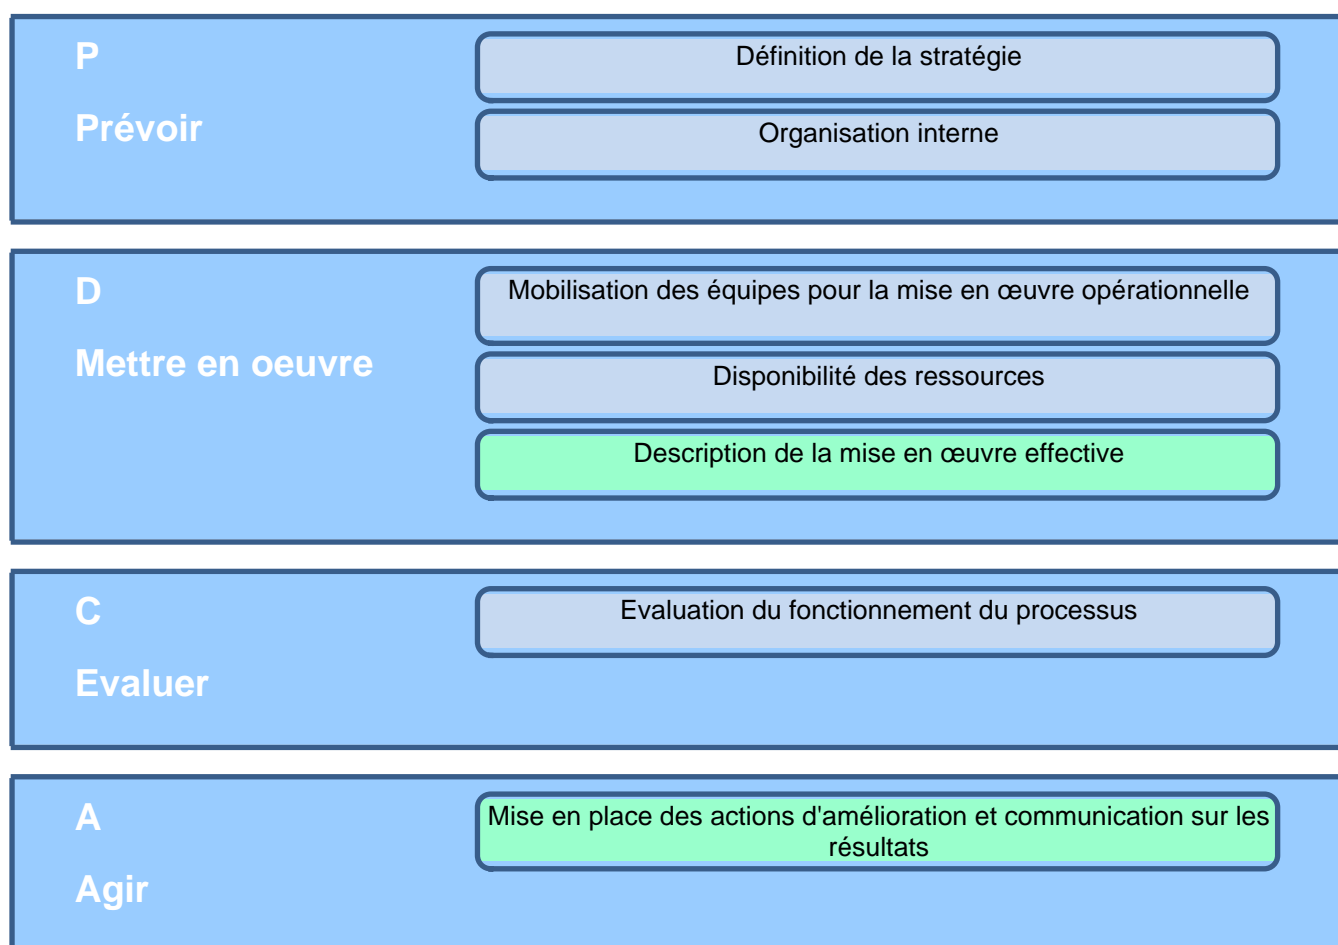 P
Prévoir
Définition de la stratégie
Organisation interne
D
Mettre en oeuvre
Mobilisation des équipes pour la mise en œuvre opérationnelle
Disponibilité des ressources
Description de la mise en œuvre effective
C
Evaluer
Evaluation du fonctionnement du processus
A
Agir
Mise en place des actions d'amélioration et communication sur les
résultats